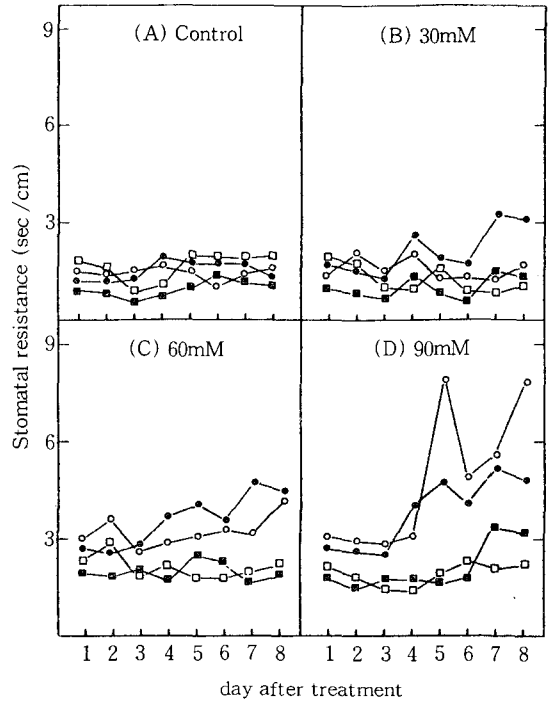 Stomatal resistance (sec/cm)
9
6
3
(A) Control
(B) 30mM
9
6
3
(C) 60mM
(D) 90mM
1 2 3 4 5 6 7 8
1 2 3 4 5 6 7 8
day after treatment